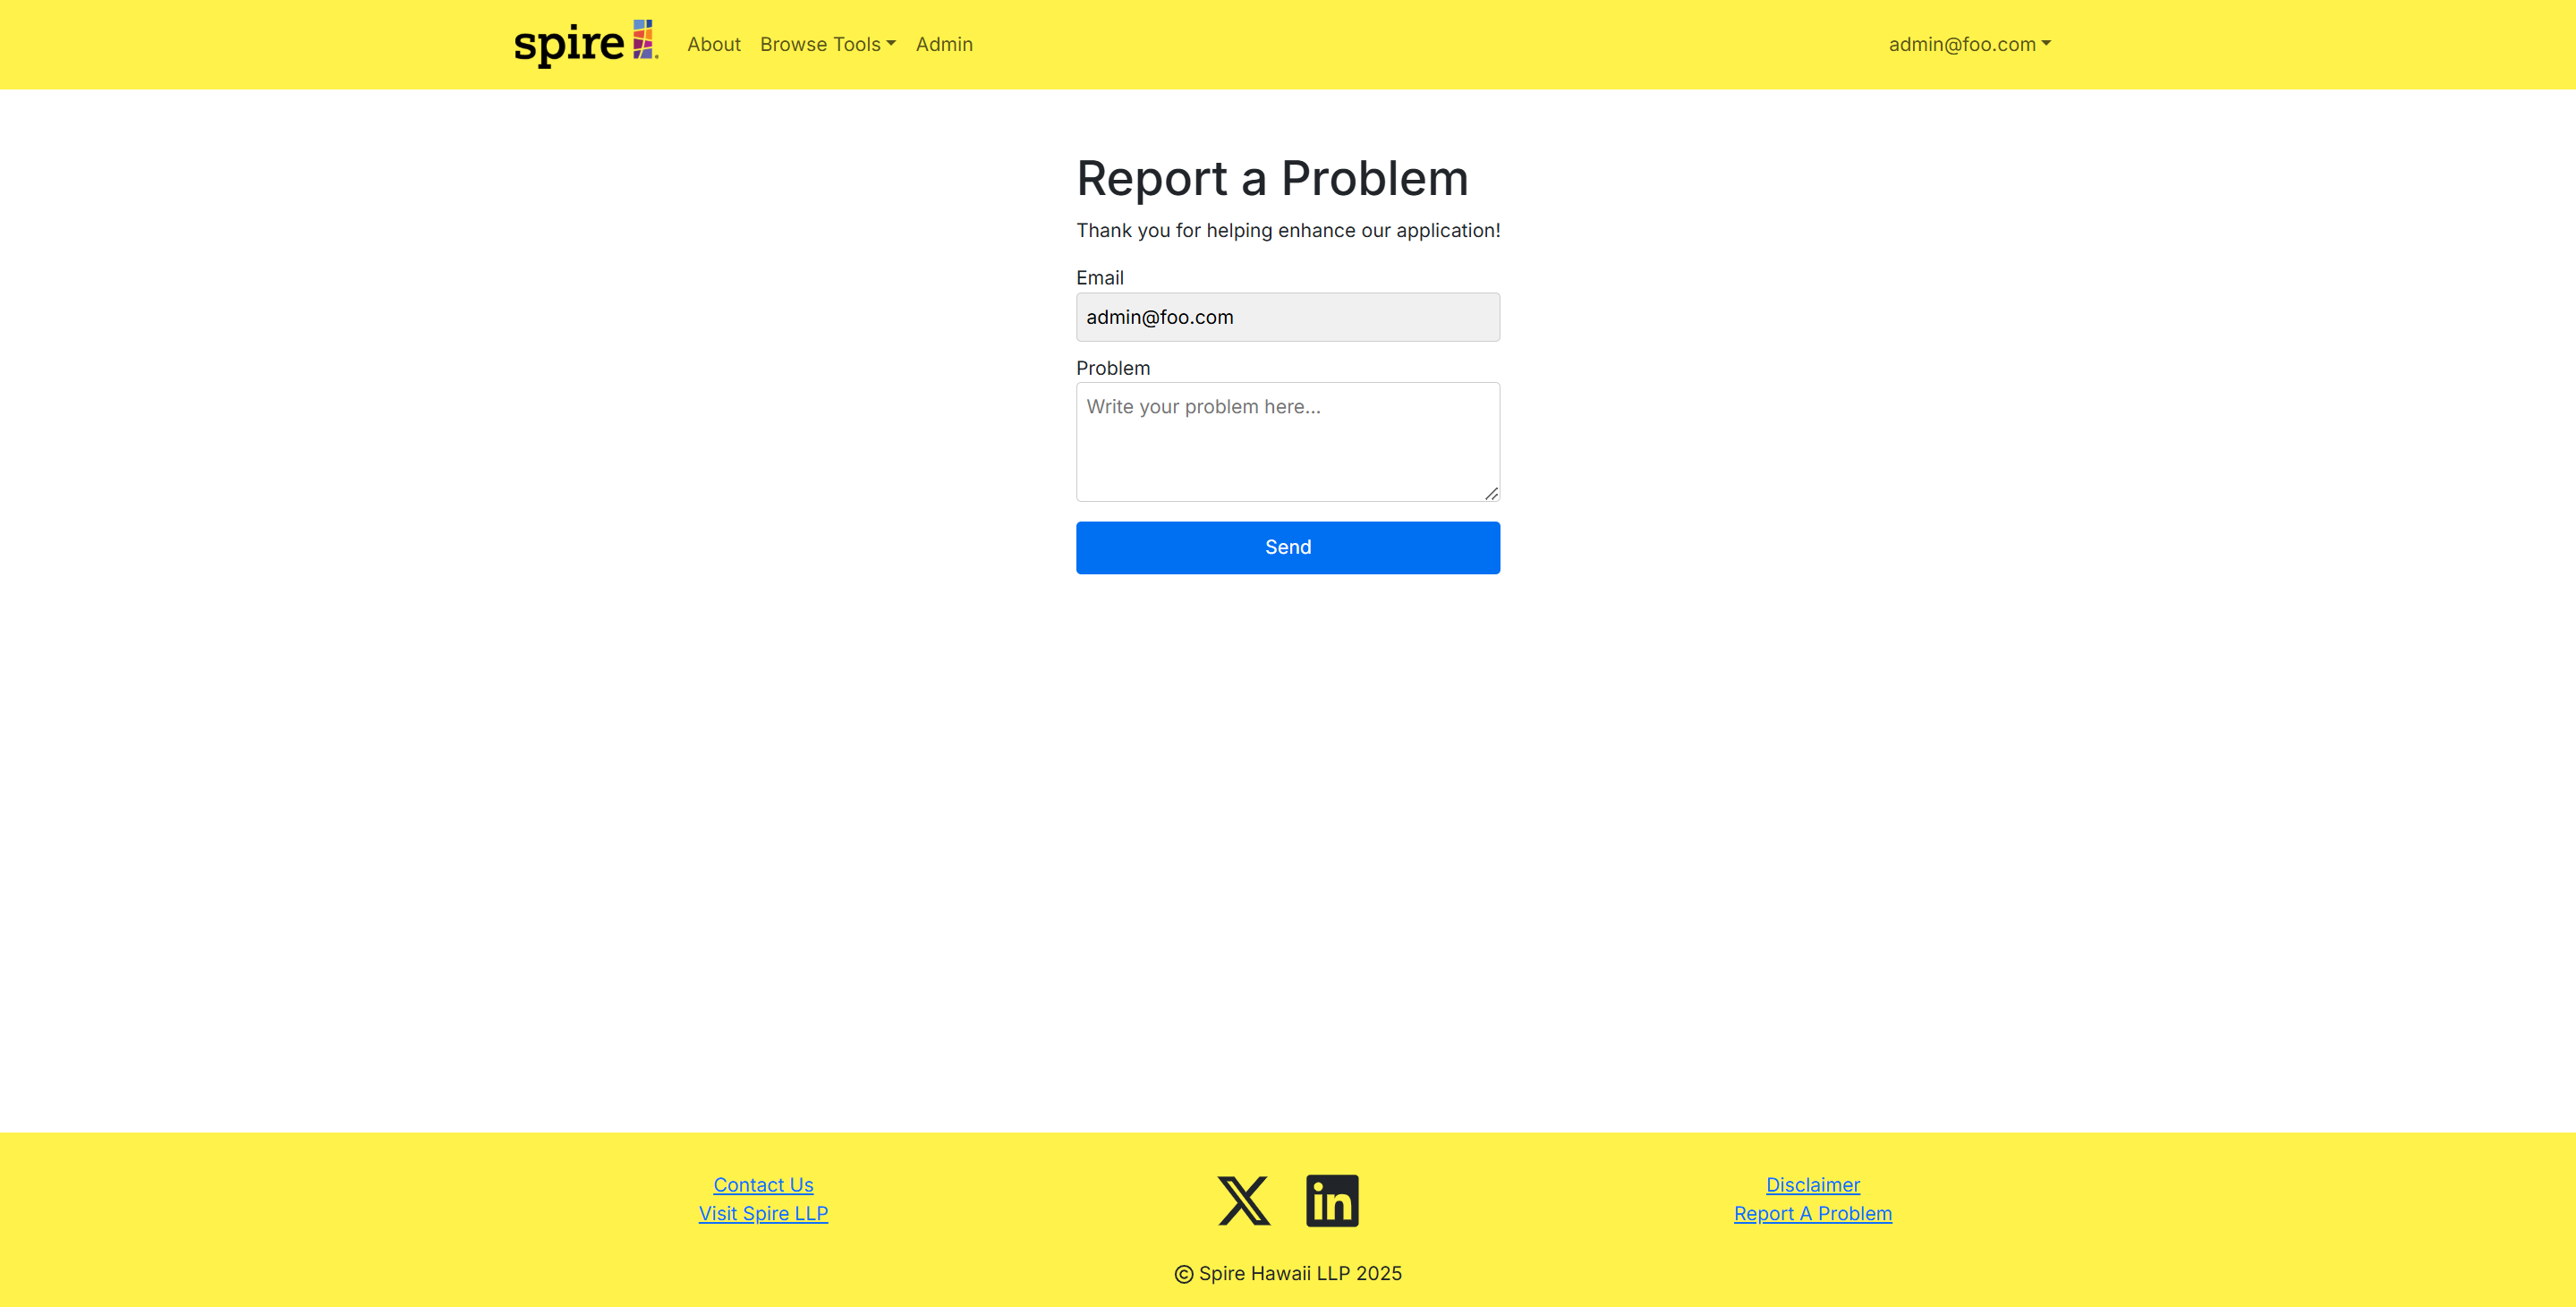 spire
About Browse Tools Admin admin@foo.com
Report a Problem
Thank you for helping enhance our application!
Email
admin@foo.com
Problem
Write your problem here...
Send
Contact Us
Visit Spire LLP
Disclaimer
Report A Problem
© Spire Hawaii LLP 2025